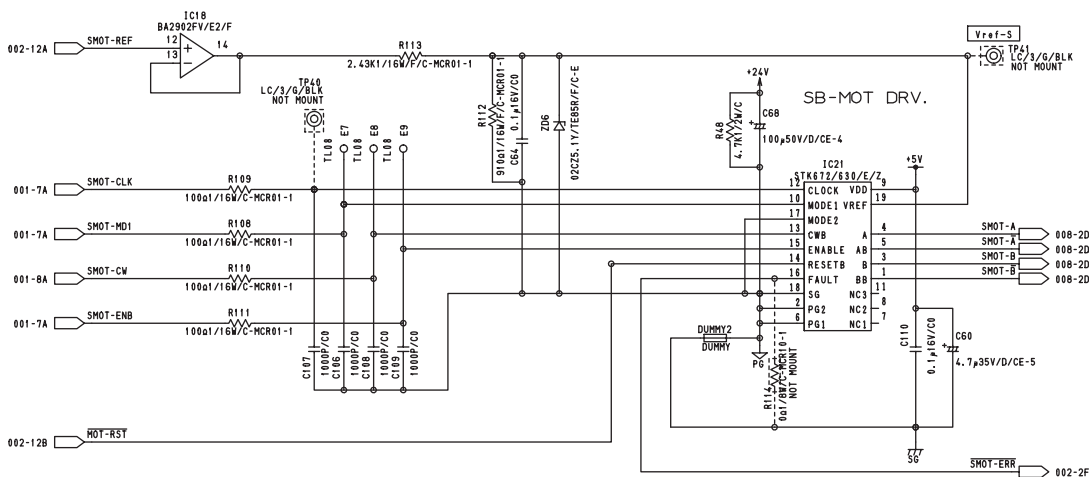 IC18
BA2902FV/E2/F
002-12A
SMOT-REF
12
13
+
-
14
R113
2.43K1/16W/F/C-MCR01-1
Vref-S
TP41
LC/3/G/BLK
NOT MOUNT
TP40
LC/3/G/BLK
NOT MOUNT
TL08 E7
TL08 E8
TL08 E9
R112
910Ω1/16W/F/C-MCR01-1
0.1μ16V/C0
C64
ZD6
02CZ5.1Y/TE85R/F/C-E
+24V
SB-MOT DRV.
R48
4.7K1/2W/C
C68
+
100μ50V/D/CE-4
IC21
STK672/630/E/Z
+5V
001-7A
SMOT-CLK
R109
100Ω1/16W/C-MCR01-1
001-7A
SMOT-MD1
R108
100Ω1/16W/C-MCR01-1
001-8A
SMOT-CW
R110
100Ω1/16W/C-MCR01-1
001-7A
SMOT-ENB
R111
100Ω1/16W/C-MCR01-1
12 CLOCK VDD 9
10 MODE1 VREF 19
17 MODE2
13 CWB A 4
15 ENABLE AB 5
14 RESETB B 3
16 FAULT BB 1
18 SG NC3 11
2 PG2 NC2 8
6 PG1 NC1 7
SMOT-A 008-2D
SMOT-A̅ 008-2D
SMOT-B 008-2D
SMOT-B̅ 008-2D
C107
1000P/C0
C106
1000P/C0
C108
1000P/C0
C109
1000P/C0
DUMMY2
DUMMY
PG
R114
0Ω1/8W/C-MCR10-1
NOT MOUNT
C110
0.1μ16V/C0
C60
+
4.7μ35V/D/CE-5
SG
002-12B
M̅O̅T̅-̅R̅S̅T̅
S̅M̅O̅T̅-̅E̅R̅R̅
002-2F